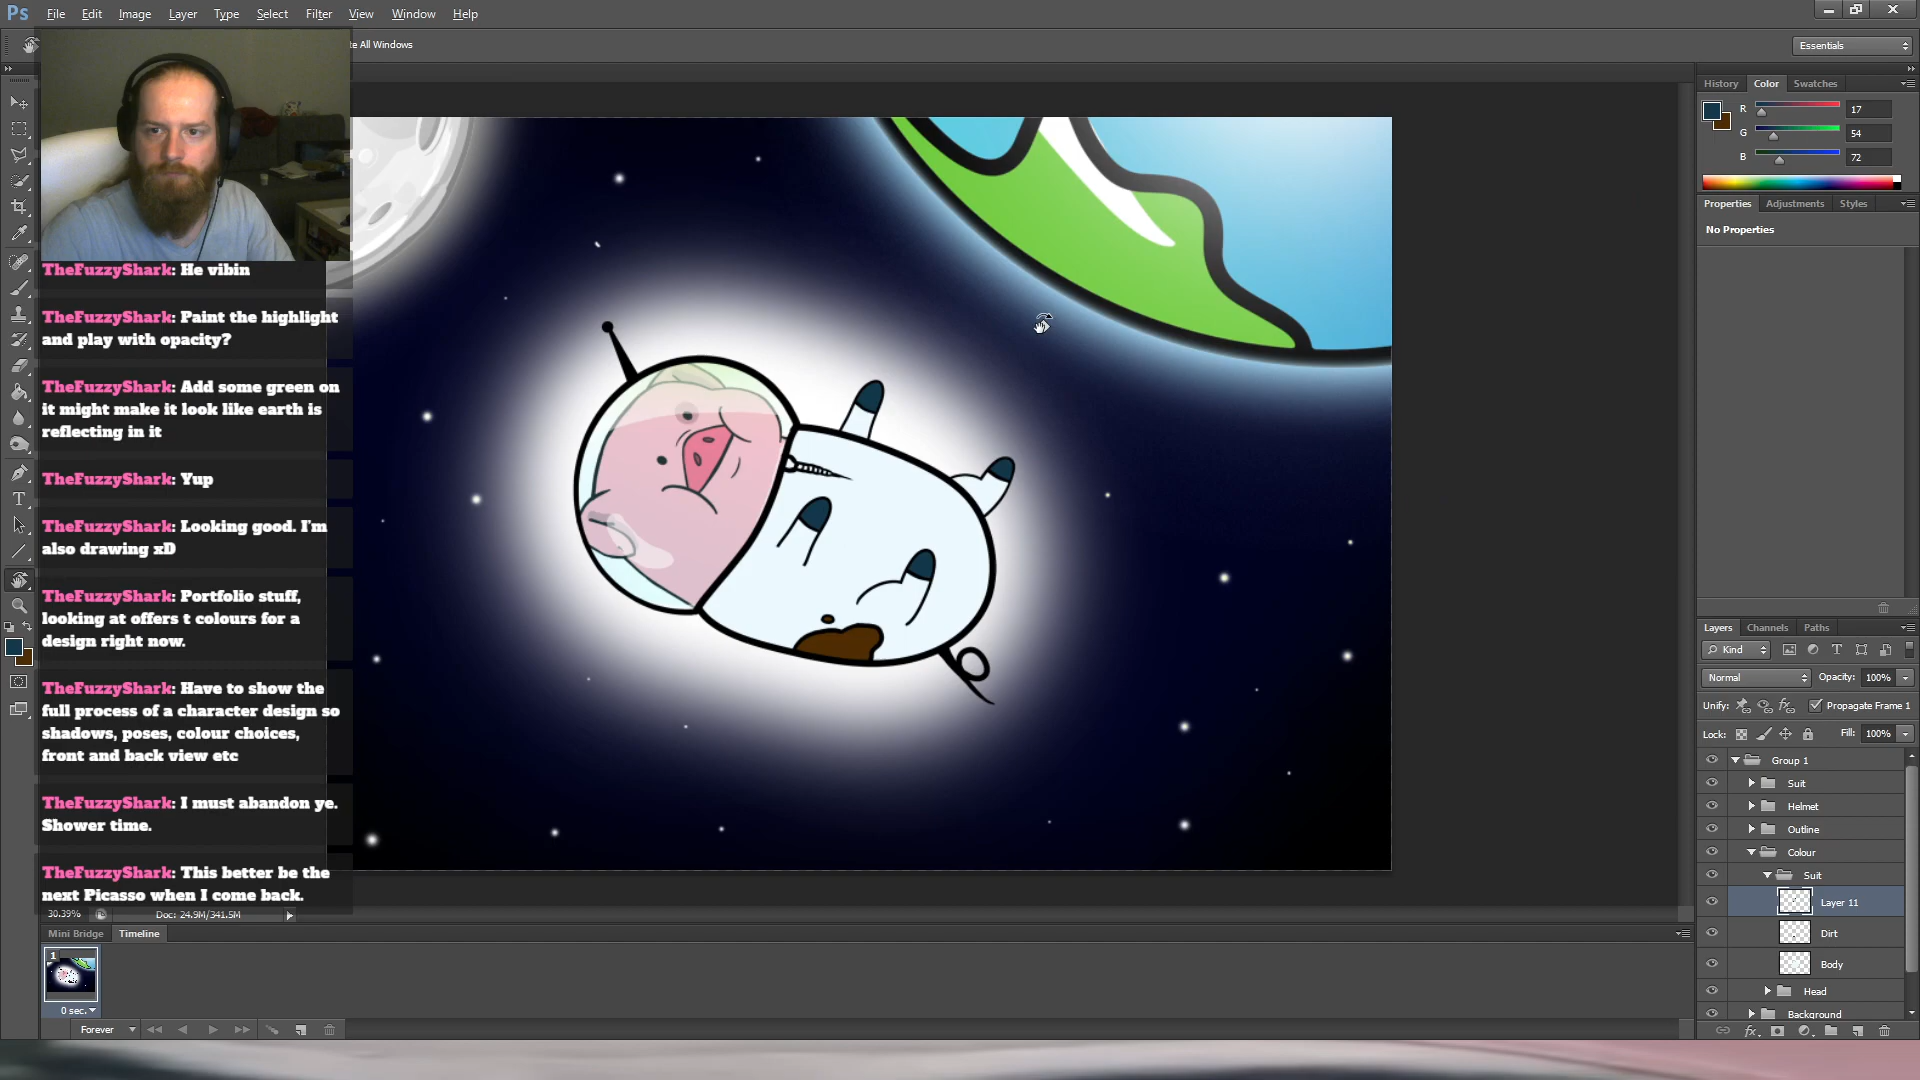 Ps File Edit Image Layer Type Select Filter View Window Help
te All Windows
Essentials
History Color Swatches
R 17
G 54
B 72
Properties Adjustments Styles
No Properties
TheFuzzyShark: He vibin
TheFuzzyShark: Paint the highlight
and play with opacity?
TheFuzzyShark: Add some green on
it might make it look like earth is
reflecting in it
TheFuzzyShark: Yup
TheFuzzyShark: Looking good. I'm
also drawing xD
TheFuzzyShark: Portfolio stuff,
looking at offers t colours for a
design right now.
TheFuzzyShark: Have to show the
full process of a character design so
shadows, poses, colour choices,
front and back view etc
TheFuzzyShark: I must abandon ye.
Shower time.
TheFuzzyShark: This better be the
next Picasso when I come back.
Layers Channels Paths
Kind
Normal Opacity: 100%
Unify: Propagate Frame 1
Lock: Fill: 100%
Group 1
Suit
Helmet
Outline
Colour
Suit
Layer 11
Dirt
Body
Head
Background
30.39% Doc: 24.9M/341.5M
Mini Bridge Timeline
1
0 sec.
Forever